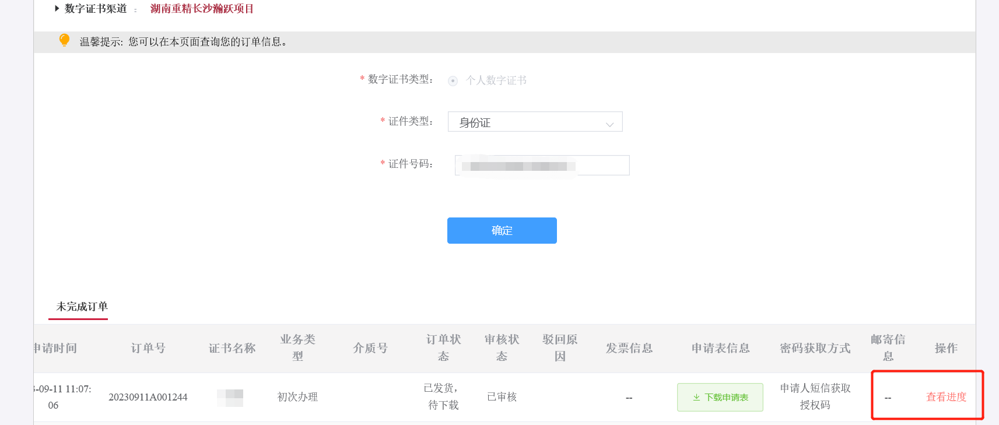 数字证书渠道 : 湖南重精长沙瀚跃项目
温馨提示: 您可以在本页面查询您的订单信息。
* 数字证书类型: 个人数字证书
* 证件类型: 身份证
* 证件号码:
确定
未完成订单
申请时间 订单号 证书名称 业务类型 介质号 订单状态 审核状态 驳回原因 发票信息 申请表信息 密码获取方式 邮寄信息 操作
3-09-11 11:07:06 20230911A001244 初次办理 已发货，待下载 已审核 -- 下载申请表 申请人短信获取授权码 -- 查看进度